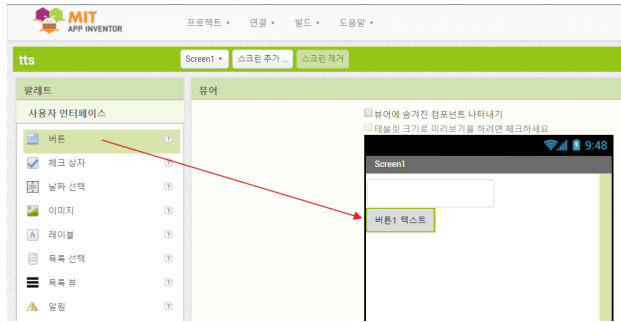 MIT
APP INVENTOR
프로젝트 연결 빌드 도움말
tts
Screen1 스크린 추가 ... 스크린 제거
팔레트
뷰어
사용자 인터페이스
버튼
체크 상자
날짜 선택
이미지
레이블
목록 선택
목록 뷰
알림
뷰어에 숨겨진 컴포넌트 나타내기
태블릿 크기로 미리보기를 하려면 체크하세요
9:48
Screen1
버튼1 텍스트